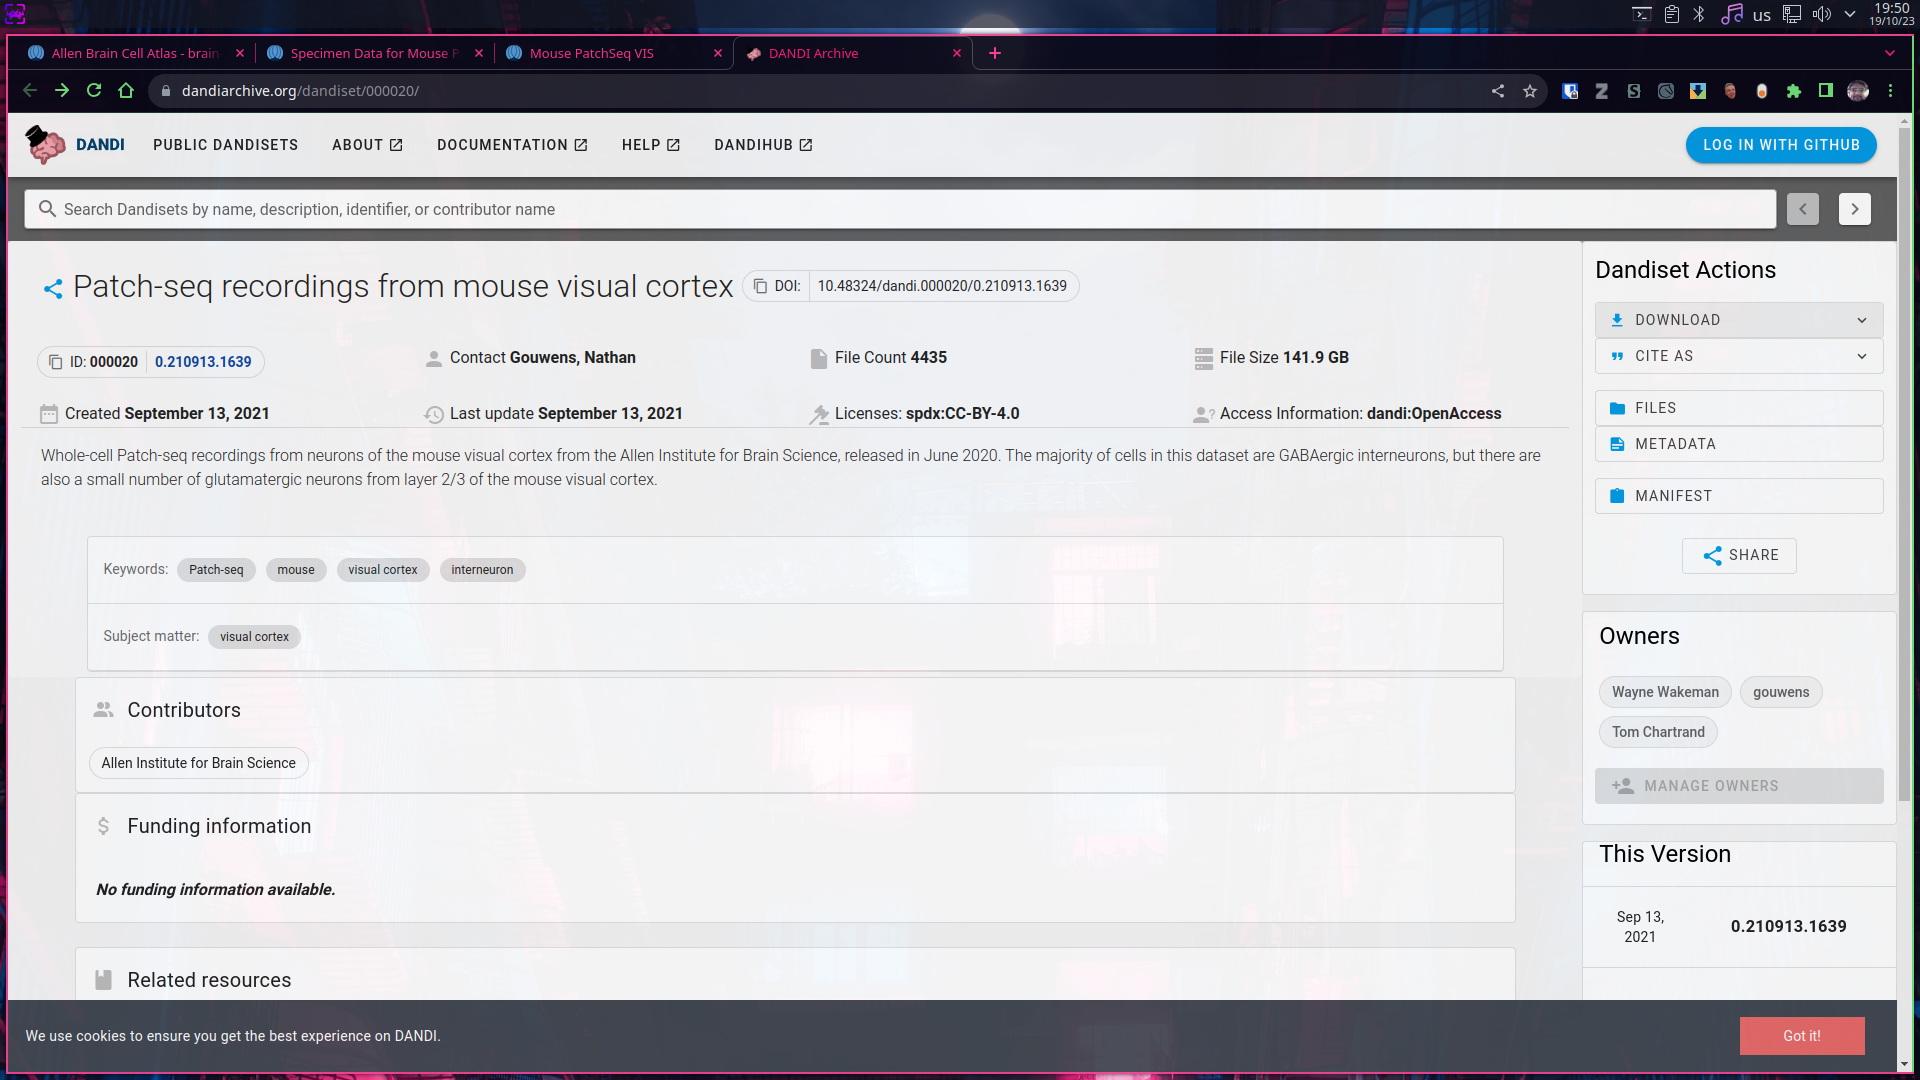 us
19:50
19/10/23
Allen Brain Cell Atlas - brain-
Specimen Data for Mouse P
Mouse PatchSeq VIS
DANDI Archive
dandiarchive.org/dandiset/000020/
DANDI
PUBLIC DANDISETS
ABOUT
DOCUMENTATION
HELP
DANDIHUB
LOG IN WITH GITHUB
Search Dandisets by name, description, identifier, or contributor name
Patch-seq recordings from mouse visual cortex
DOI: 10.48324/dandi.000020/0.210913.1639
ID: 000020 0.210913.1639
Contact Gouwens, Nathan
File Count 4435
File Size 141.9 GB
Created September 13, 2021
Last update September 13, 2021
Licenses: spdx:CC-BY-4.0
Access Information: dandi:OpenAccess
Whole-cell Patch-seq recordings from neurons of the mouse visual cortex from the Allen Institute for Brain Science, released in June 2020. The majority of cells in this dataset are GABAergic interneurons, but there are
also a small number of glutamatergic neurons from layer 2/3 of the mouse visual cortex.
Keywords: Patch-seq mouse visual cortex interneuron
Subject matter: visual cortex
Contributors
Allen Institute for Brain Science
Funding information
No funding information available.
Related resources
Dandiset Actions
DOWNLOAD
CITE AS
FILES
METADATA
MANIFEST
SHARE
Owners
Wayne Wakeman
gouwens
Tom Chartrand
MANAGE OWNERS
This Version
Sep 13,
2021
0.210913.1639
We use cookies to ensure you get the best experience on DANDI.
Got it!